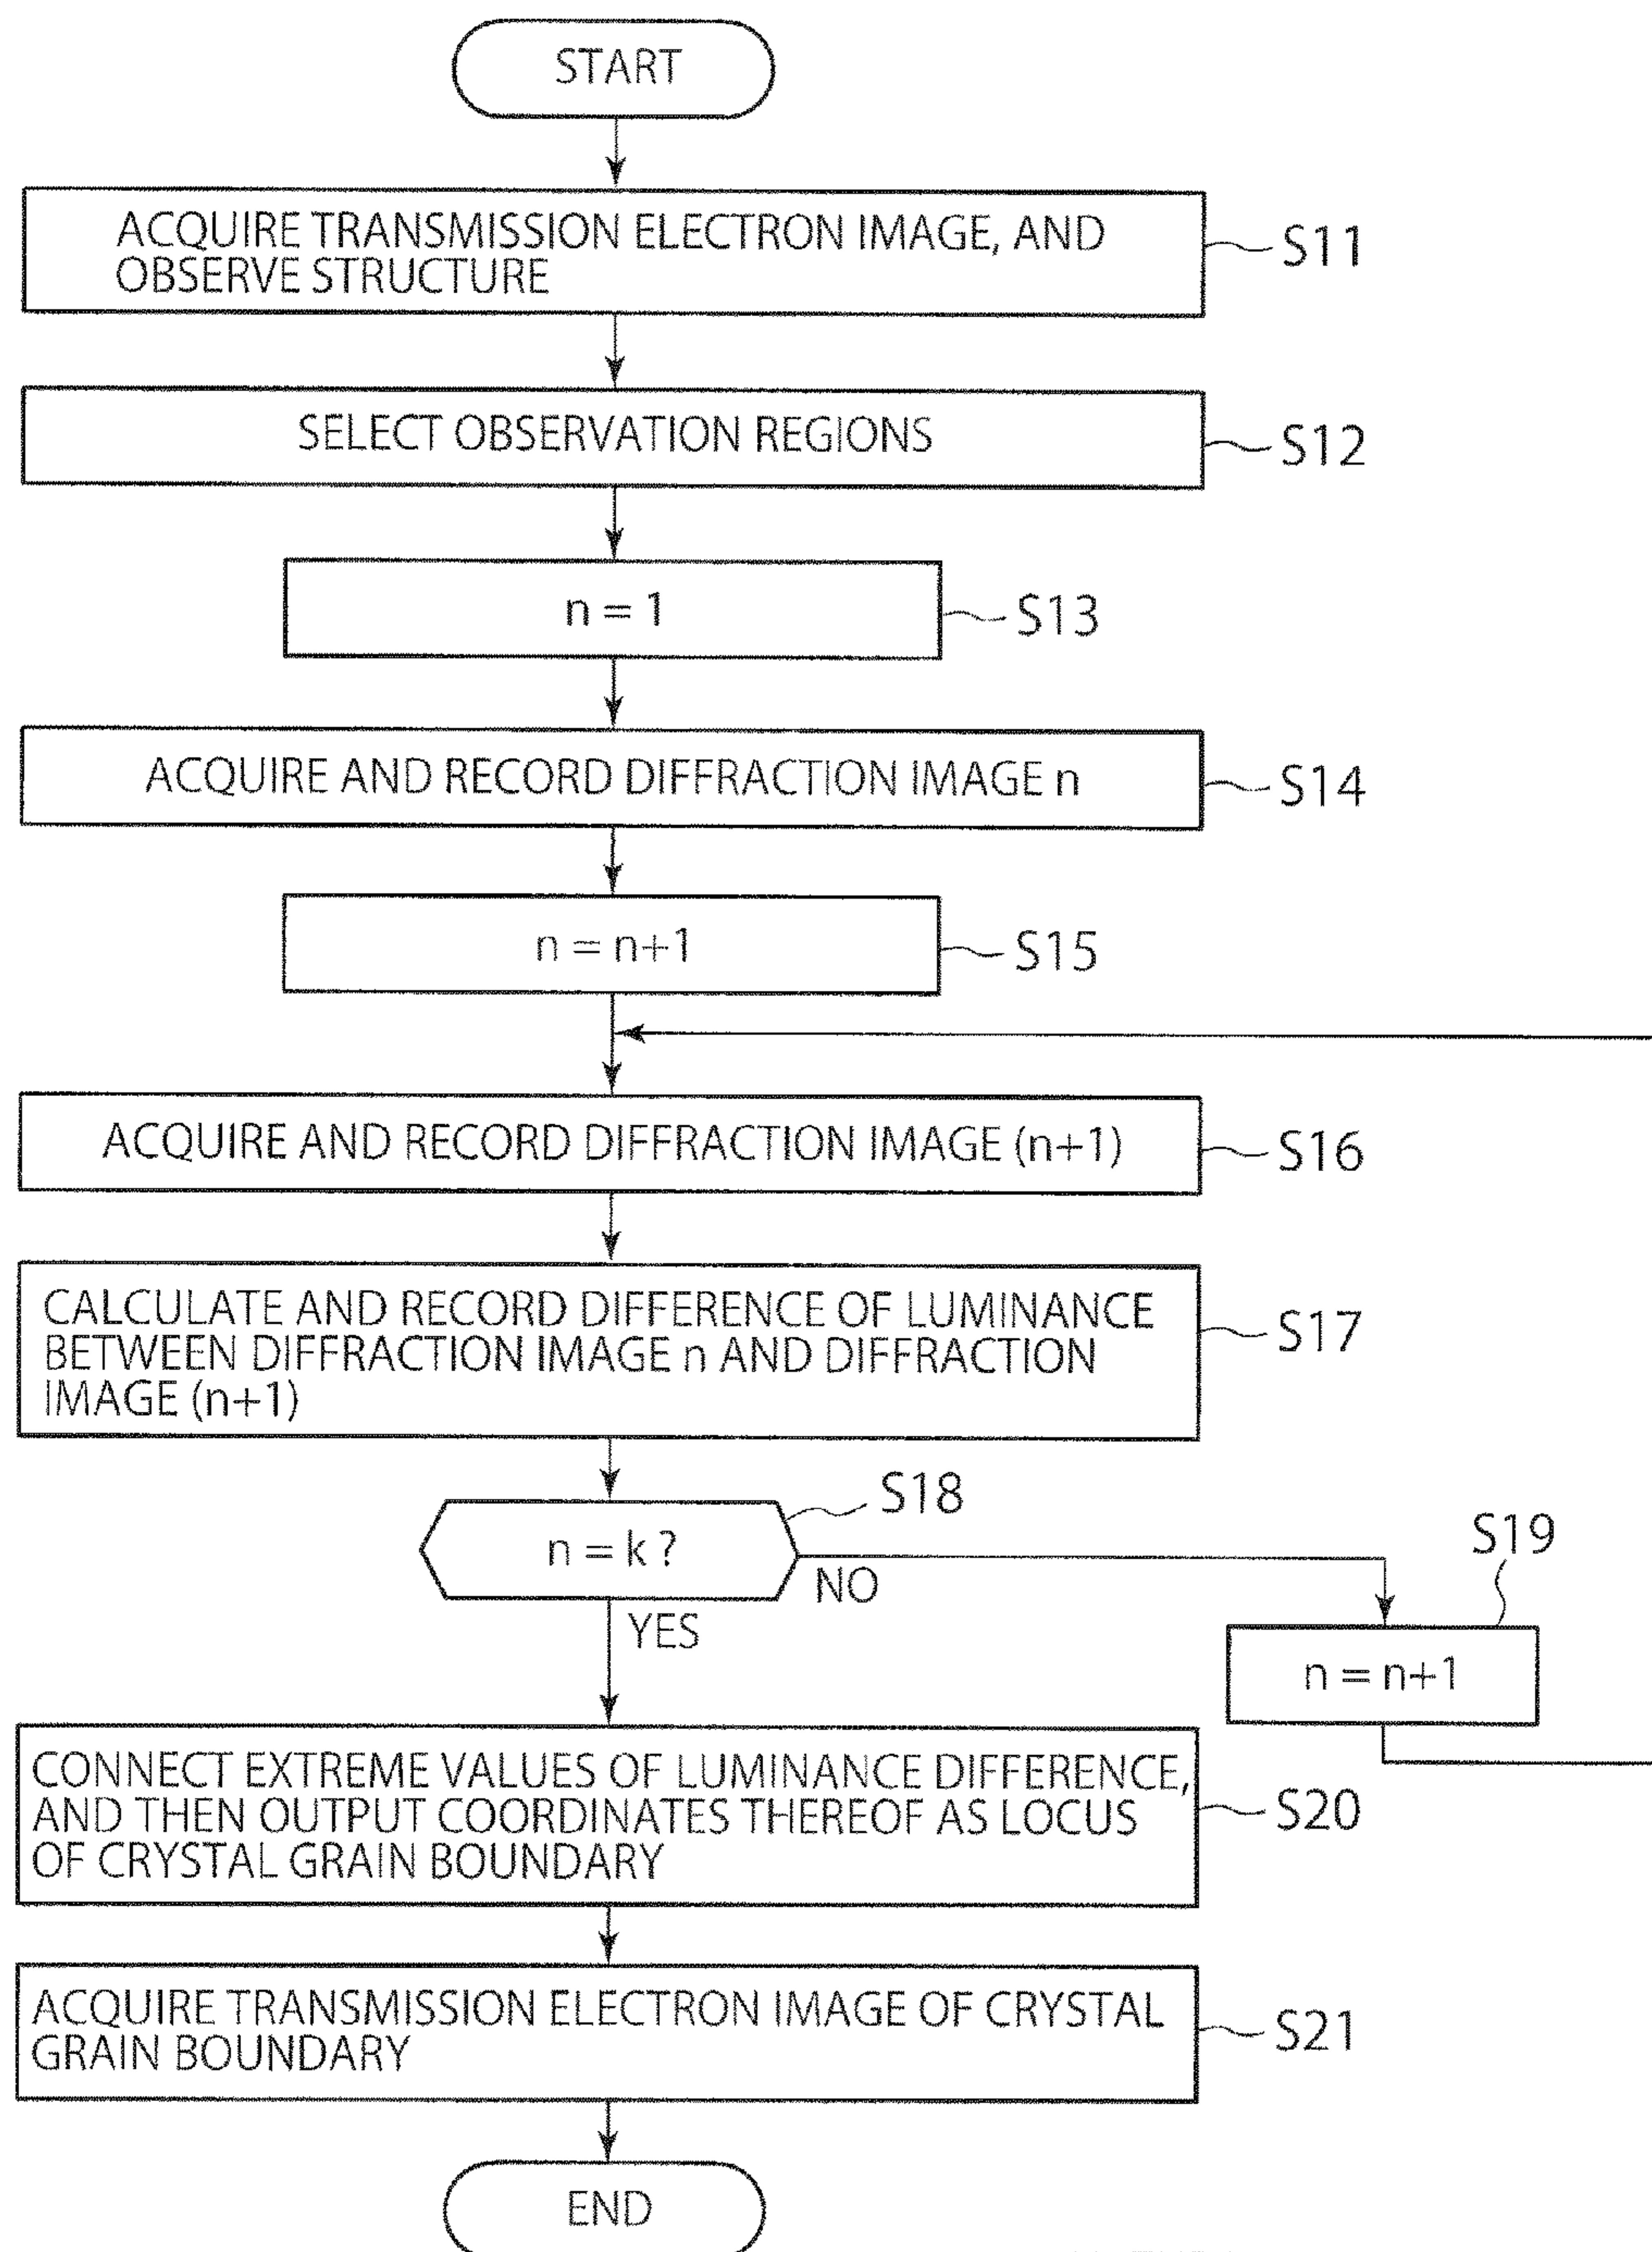 START
ACQUIRE TRANSMISSION ELECTRON IMAGE, AND
OBSERVE STRUCTURE
S11
SELECT OBSERVATION REGIONS
S12
n = 1
S13
ACQUIRE AND RECORD DIFFRACTION IMAGE n
S14
n = n+1
S15
ACQUIRE AND RECORD DIFFRACTION IMAGE (n+1)
S16
CALCULATE AND RECORD DIFFERENCE OF LUMINANCE
BETWEEN DIFFRACTION IMAGE n AND DIFFRACTION
IMAGE (n+1)
S17
n = k ?
S18
NO
YES
S19
n = n+1
CONNECT EXTREME VALUES OF LUMINANCE DIFFERENCE,
AND THEN OUTPUT COORDINATES THEREOF AS LOCUS
OF CRYSTAL GRAIN BOUNDARY
S20
ACQUIRE TRANSMISSION ELECTRON IMAGE OF CRYSTAL
GRAIN BOUNDARY
S21
END